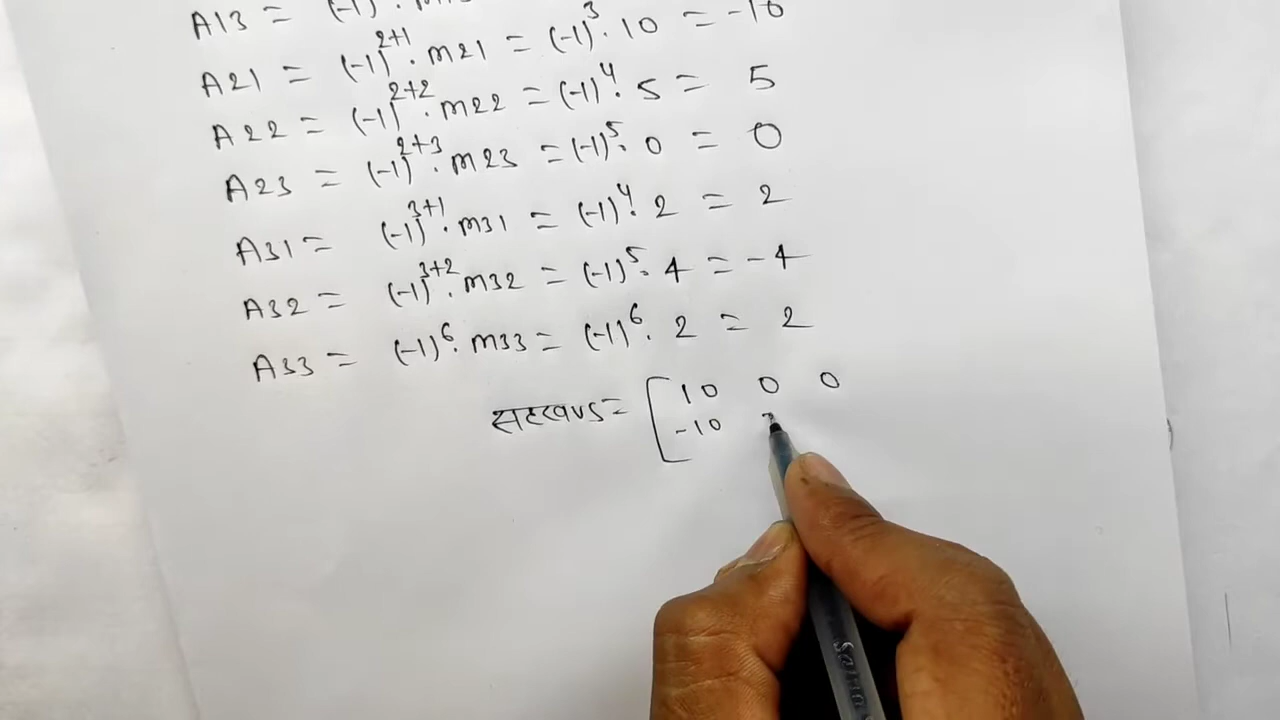 A13 = (-1) · m13
A21 = (-1)^2+1 · m21 = (-1)^3 · 10 = -10
A22 = (-1)^2+2 · m22 = (-1)^4 · 5 = 5
A23 = (-1)^2+3 · m23 = (-1)^5 · 0 = 0
A31 = (-1)^3+1 · m31 = (-1)^4 · 2 = 2
A32 = (-1)^3+2 · m32 = (-1)^5 · 4 = -4
A33 = (-1)^6 · m33 = (-1)^6 · 2 = 2
सहखण्ड = [ 10 0 0
-10